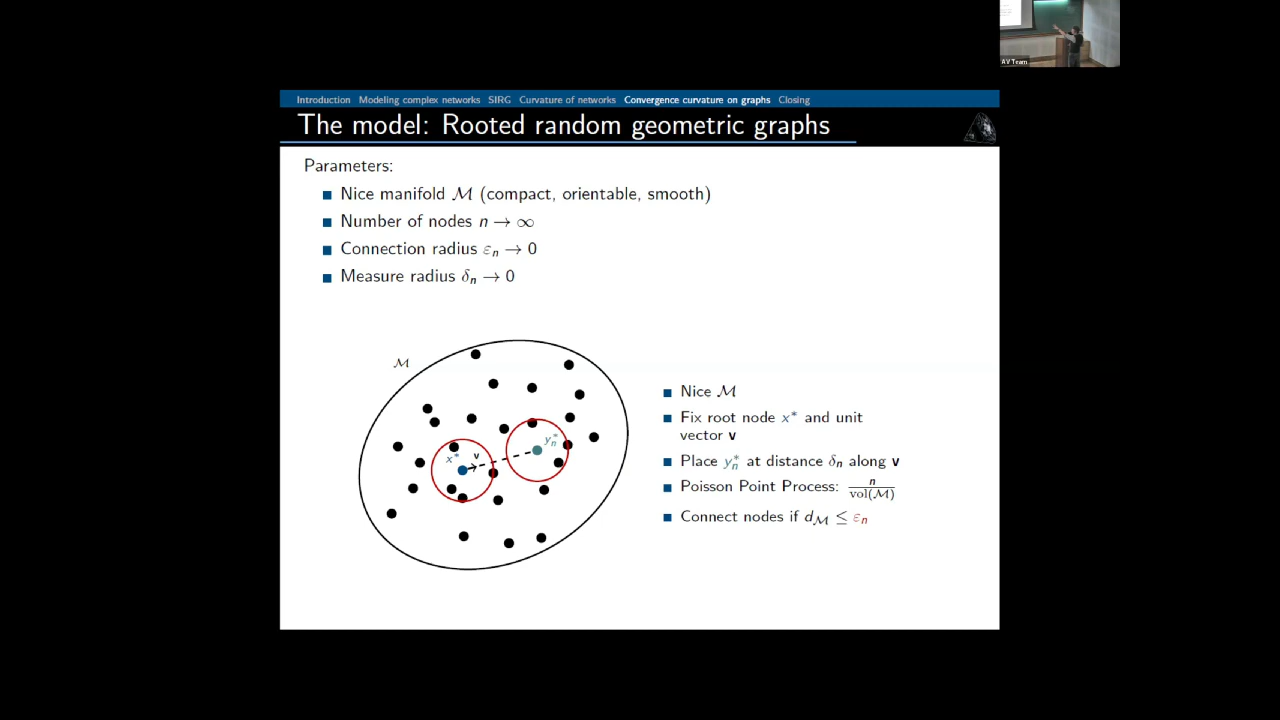 AV Team
Introduction Modeling complex networks SIRG Curvature of networks Convergence curvature on graphs Closing
The model: Rooted random geometric graphs
Parameters:
Nice manifold ℳ (compact, orientable, smooth)
Number of nodes n → ∞
Connection radius εₙ → 0
Measure radius δₙ → 0
ℳ
x* v yₙ*
Nice ℳ
Fix root node x* and unit
vector v
Place yₙ* at distance δₙ along v
Poisson Point Process: n/vol(ℳ)
Connect nodes if d_ℳ ≤ εₙ